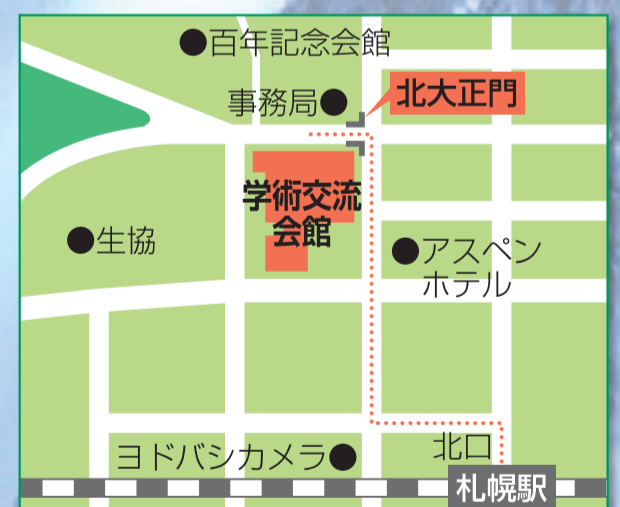 ●百年記念会館
事務局●
北大正門
学術交流
会館
●生協
●アスペン
ホテル
ヨドバシカメラ●
北口
札幌駅